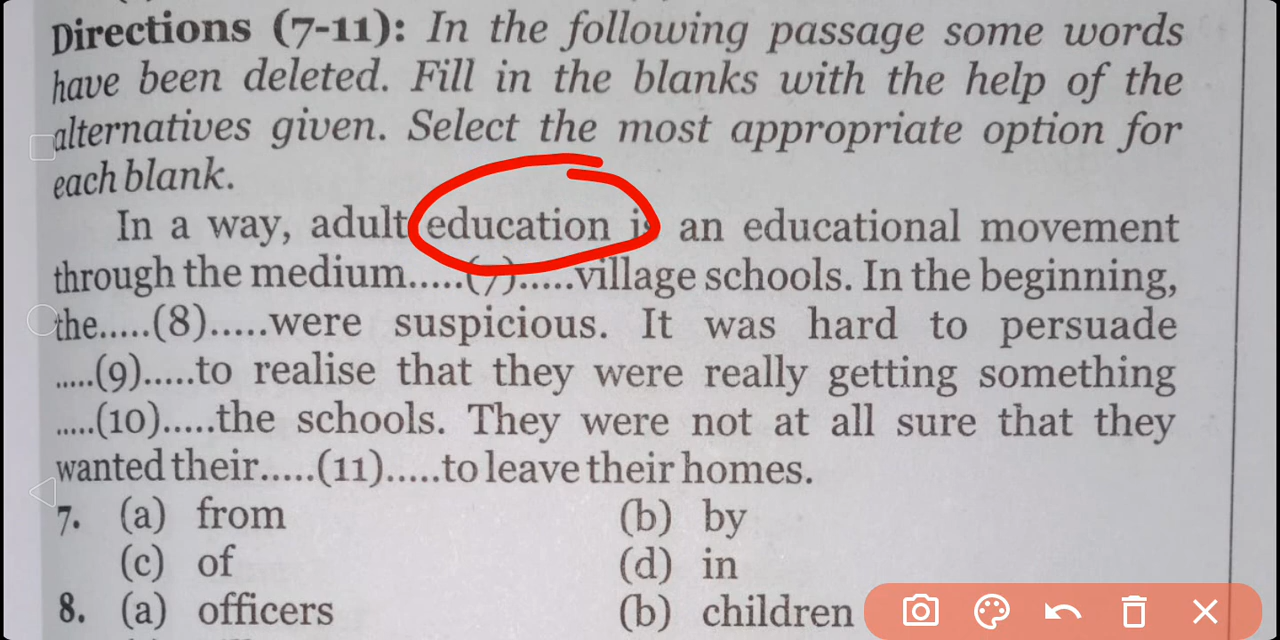 Directions (7-11): In the following passage some words
have been deleted. Fill in the blanks with the help of the
alternatives given. Select the most appropriate option for
each blank.
In a way, adult education is an educational movement
through the medium.....(7).....village schools. In the beginning,
the.....(8).....were suspicious. It was hard to persuade
.....(9).....to realise that they were really getting something
.....(10).....the schools. They were not at all sure that they
wanted their.....(11).....to leave their homes.
7. (a) from (b) by
(c) of (d) in
8. (a) officers (b) children